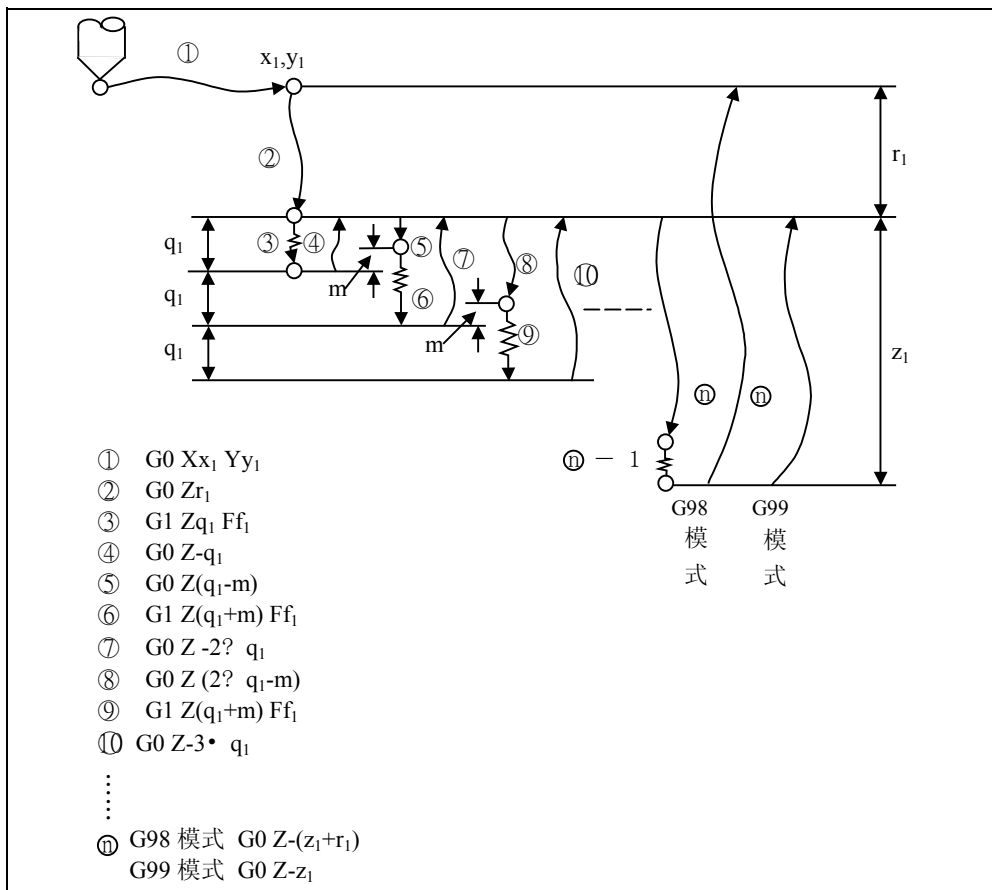 ①
x₁,y₁
②
r₁
q₁
③
④
⑤
⑦
⑧
⑩
q₁
m
⑥
q₁
m
⑨
z₁
ⓝ
ⓝ
ⓝ － 1
G98
模
式
G99
模
式
① G0 Xx₁ Yy₁
② G0 Zr₁
③ G1 Zq₁ Ff₁
④ G0 Z-q₁
⑤ G0 Z(q₁-m)
⑥ G1 Z(q₁+m) Ff₁
⑦ G0 Z -2? q₁
⑧ G0 Z (2? q₁-m)
⑨ G1 Z(q₁+m) Ff₁
⑩ G0 Z-3• q₁
ⓝ G98 模式 G0 Z-(z₁+r₁)
G99 模式 G0 Z-z₁